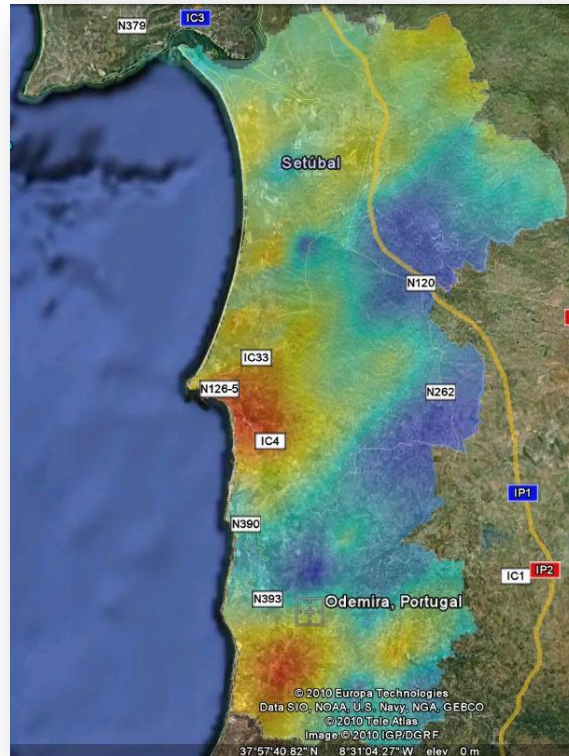 N379
IC3
Setúbal
N120
IC33
N126-5
N262
IC4
IP1
N390
IC1
IP2
N393
Odemira, Portugal
© 2010 Europa Technologies
Data SIO, NOAA, U.S. Navy, NGA, GEBCO
© 2010 Tele Atlas
Image © 2010 IGP/DGRF
37°57'40.82" N 8°31'04.27" W elev 0 m